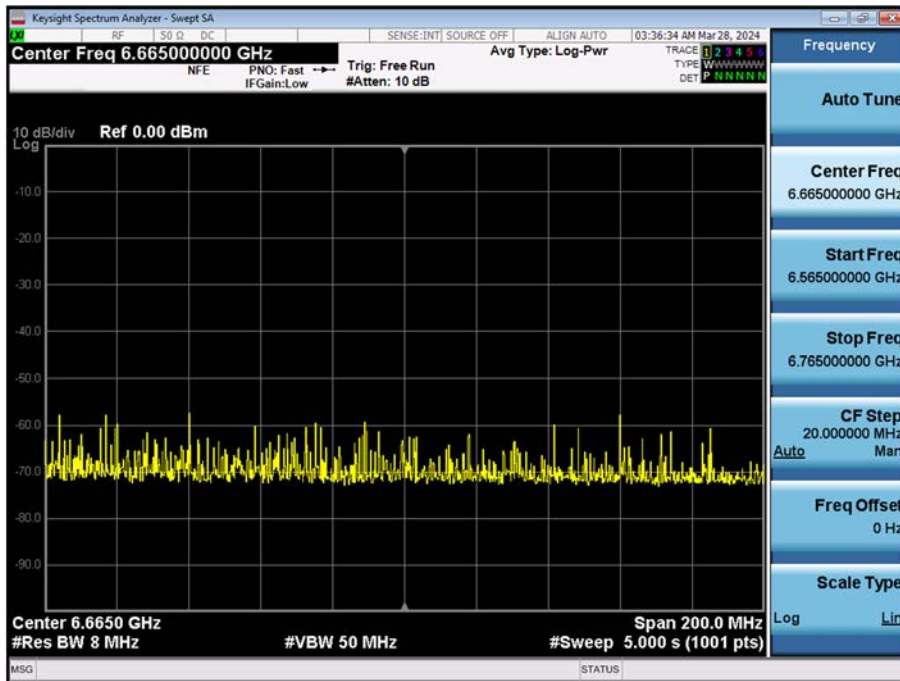 Keysight Spectrum Analyzer - Swept SA
LXI RF 50 Ω DC SENSE:INT SOURCE OFF ALIGN AUTO 03:36:34 AM Mar 28, 2024
Center Freq 6.665000000 GHz Avg Type: Log-Pwr TRACE 1 2 3 4 5 6
NFE PNO: Fast Trig: Free Run TYPE WWWWWW
IFGain:Low #Atten: 10 dB DET P N N N N N
10 dB/div Ref 0.00 dBm
Log
-10.0
-20.0
-30.0
-40.0
-50.0
-60.0
-70.0
-80.0
-90.0
Center 6.6650 GHz Span 200.0 MHz
#Res BW 8 MHz #VBW 50 MHz #Sweep 5.000 s (1001 pts)
MSG STATUS
Frequency
Auto Tune
Center Freq
6.665000000 GHz
Start Freq
6.565000000 GHz
Stop Freq
6.765000000 GHz
CF Step
20.000000 MHz
Auto Man
Freq Offset
0 Hz
Scale Type
Log Lin